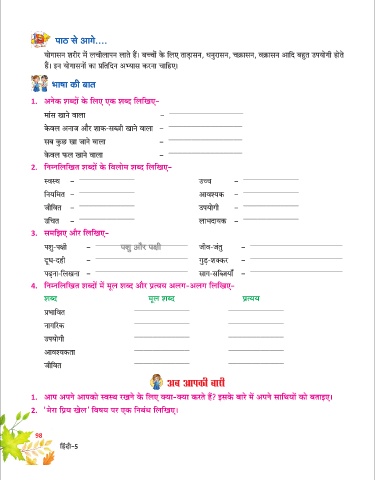 पाठ से आगे....
योगासन शरीर में लचीलापन लाते हैं। बच्चों के लिए ताड़ासन, धनुरासन, चक्रासन, वज्रासन आदि बहुत उपयोगी होते
हैं। इन योगासनों का प्रतिदिन अभ्यास करना चाहिए।
भाषा की बात
1. अनेक शब्दों के लिए एक शब्द लिखिए-
मांस खाने वाला –
केवल अनाज और शाक-सब्जी खाने वाला –
सब कुछ खा जाने वाला –
केवल फल खाने वाला –
2. निम्नलिखित शब्दों के विलोम शब्द लिखिए-
स्वस्थ – उच्च –
नियमित – आवश्यक –
जीवित – उपयोगी –
उचित – लाभदायक –
3. समझिए और लिखिए-
पशु-पक्षी – पशु और पक्षी जीव-जंतु –
दूध-दही – गुड़-शक्कर –
पढ़ना-लिखना – साग-सब्जियाँ –
4. निम्नलिखित शब्दों में मूल शब्द और प्रत्यय अलग-अलग लिखिए-
शब्द मूल शब्द प्रत्यय
प्रभावित
नागरिक
उपयोगी
आवश्यकता
जीवित
अब आपकी बारी
1. आप अपने आपको स्वस्थ रखने के लिए क्या-क्या करते हैं? इसके बारे में अपने साथियों को बताइए।
2. 'मेरा प्रिय खेल' विषय पर एक निबंध लिखिए।
98
हिंदी-5